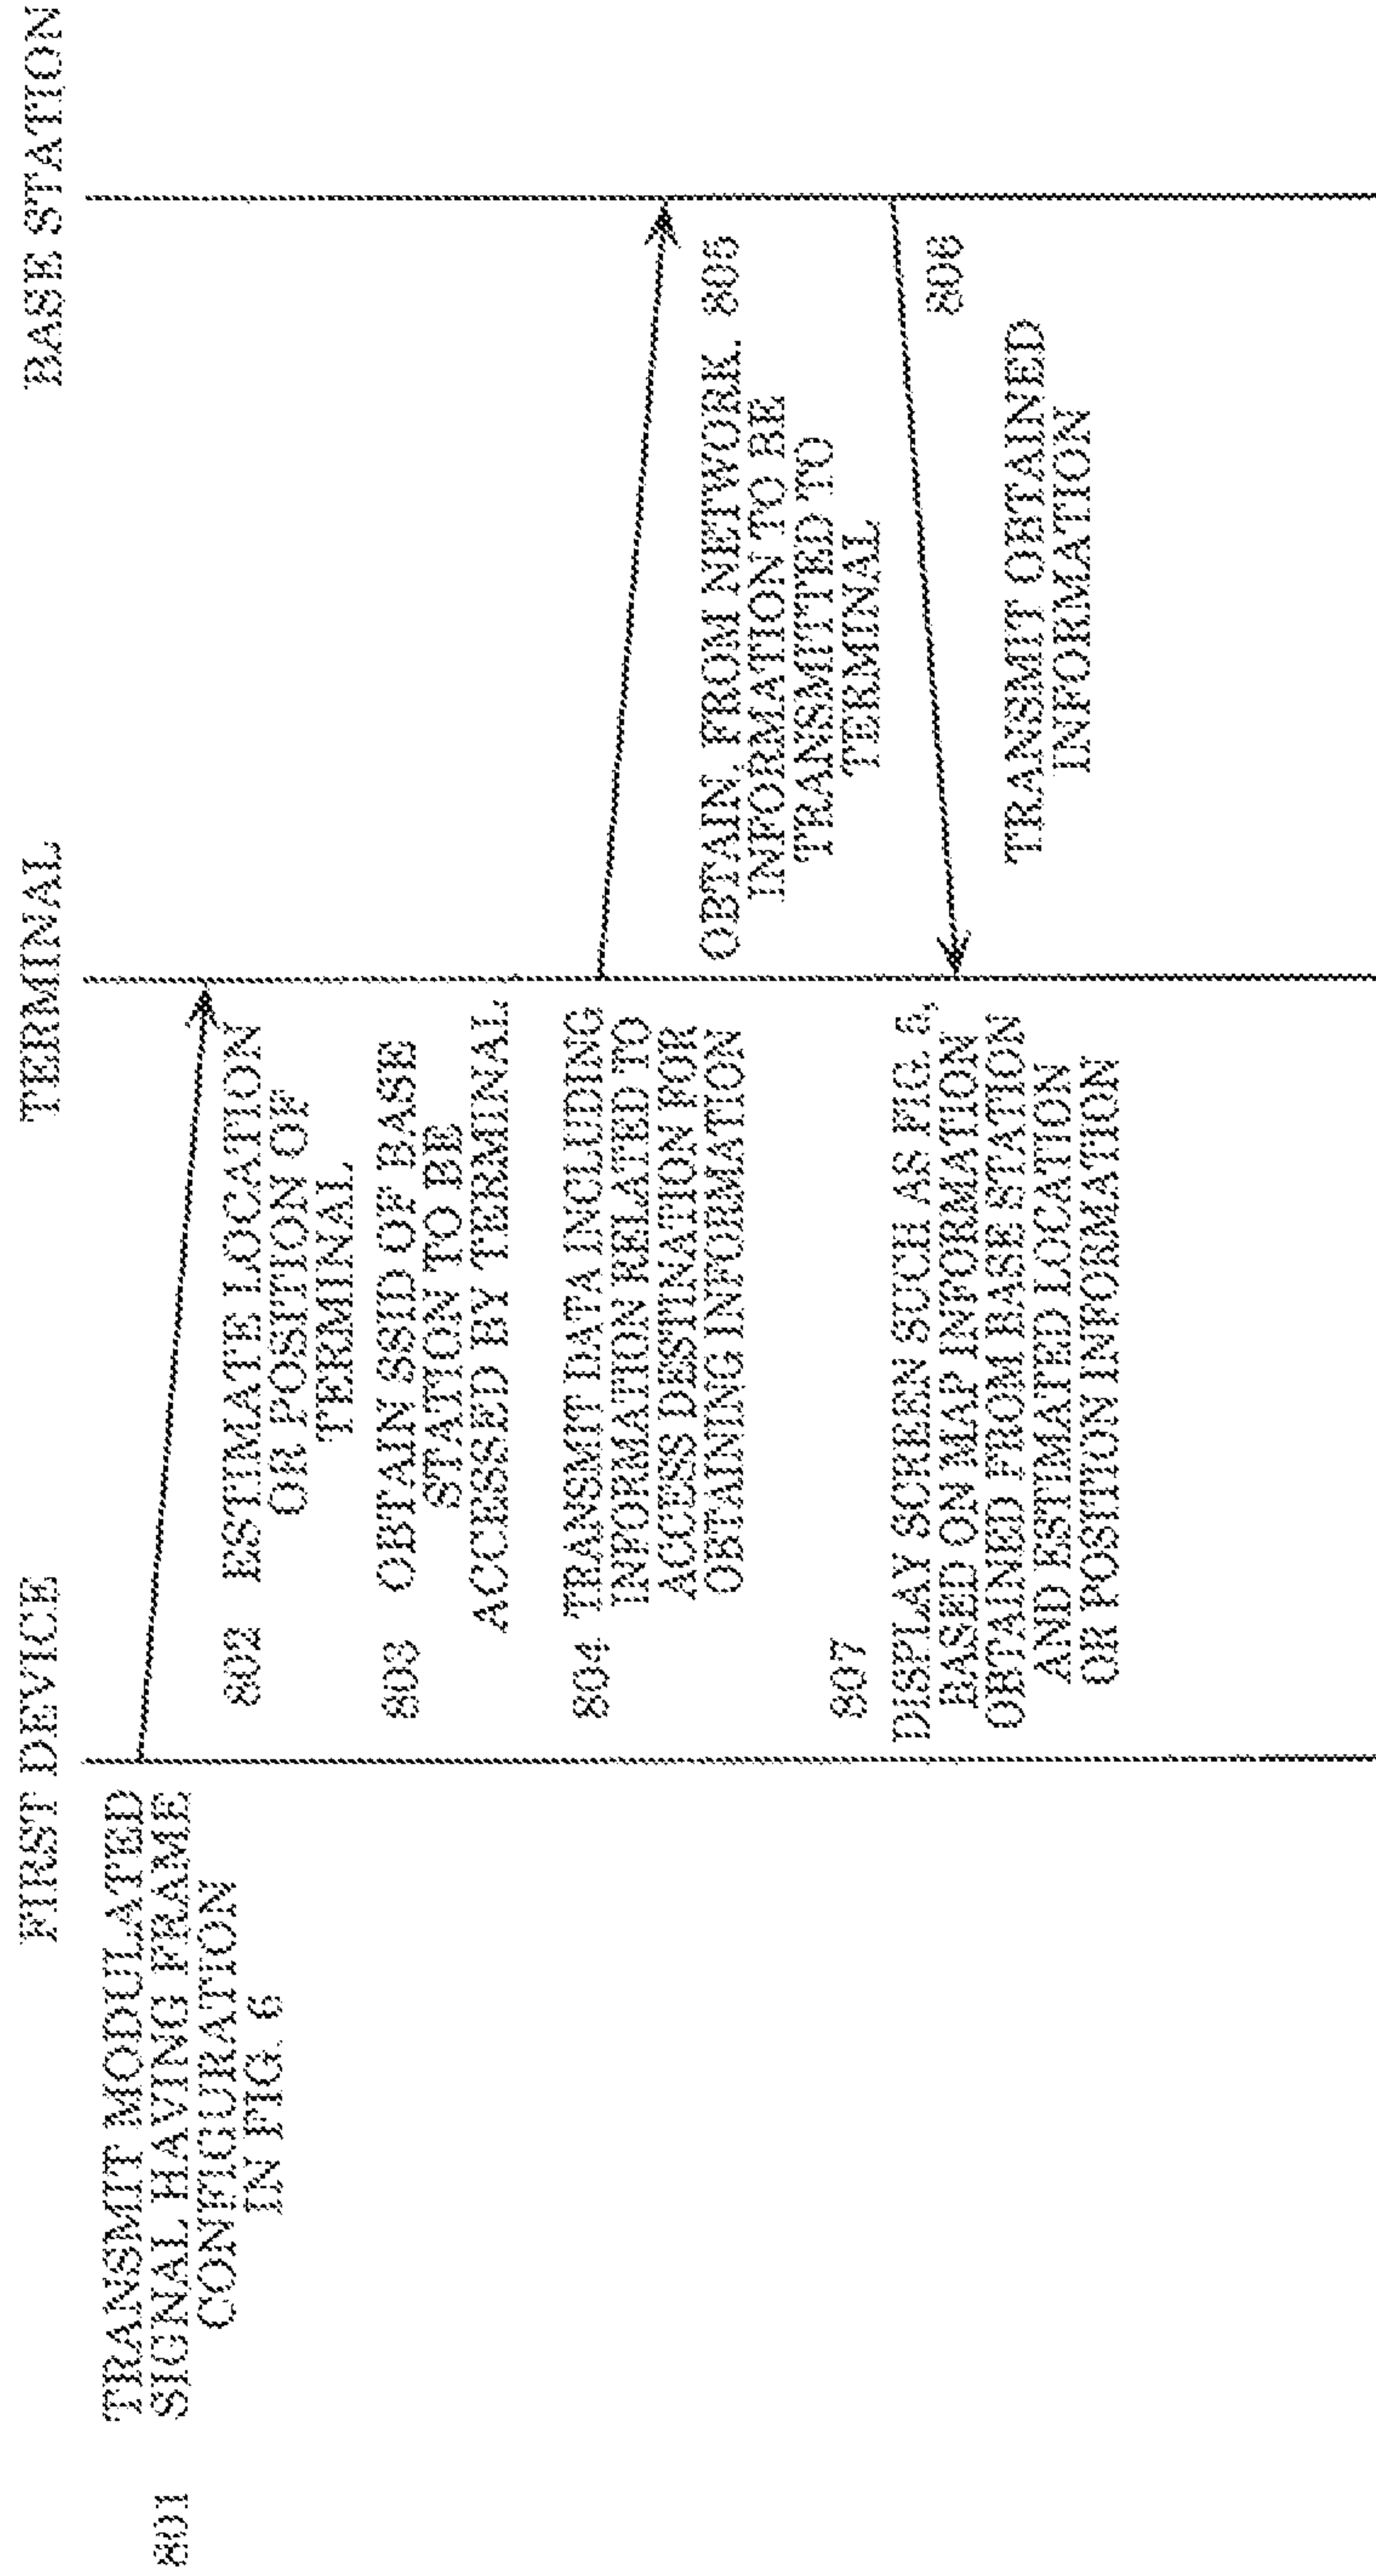 FIRST DEVICE
TERMINAL
BASE STATION
801
TRANSMIT MODULATED
SIGNAL HAVING FRAME
CONFIGURATION
IN FIG. 6
802
ESTIMATE LOCATION
OR POSITION OF
TERMINAL
803
OBTAIN SSID OF BASE
STATION TO BE
ACCESSED BY TERMINAL
804
TRANSMIT DATA INCLUDING
INFORMATION RELATED TO
ACCESS DESTINATION FOR
OBTAINING INFORMATION
OBTAIN, FROM NETWORK,
INFORMATION TO BE
TRANSMITTED TO
TERMINAL
805
806
TRANSMIT OBTAINED
INFORMATION
807
DISPLAY SCREEN SUCH AS FIG. 5,
BASED ON MAP INFORMATION
OBTAINED FROM BASE STATION
AND ESTIMATED LOCATION
OR POSITION INFORMATION